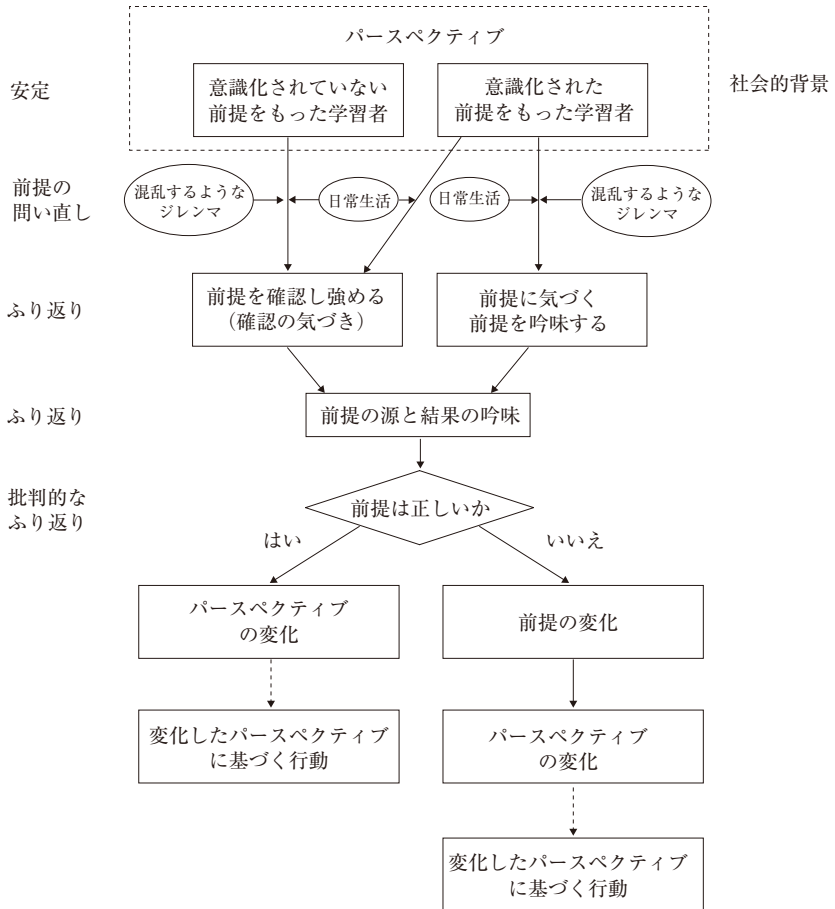 パースペクティブ
安定
意識化されていない
前提をもった学習者
意識化された
前提をもった学習者
社会的背景
前提の
問い直し
混乱するような
ジレンマ
日常生活
日常生活
混乱するような
ジレンマ
ふり返り
前提を確認し強める
（確認の気づき）
前提に気づく
前提を吟味する
ふり返り
前提の源と結果の吟味
批判的な
ふり返り
前提は正しいか
はい
いいえ
パースペクティブ
の変化
前提の変化
変化したパースペクティブ
に基づく行動
パースペクティブ
の変化
変化したパースペクティブ
に基づく行動